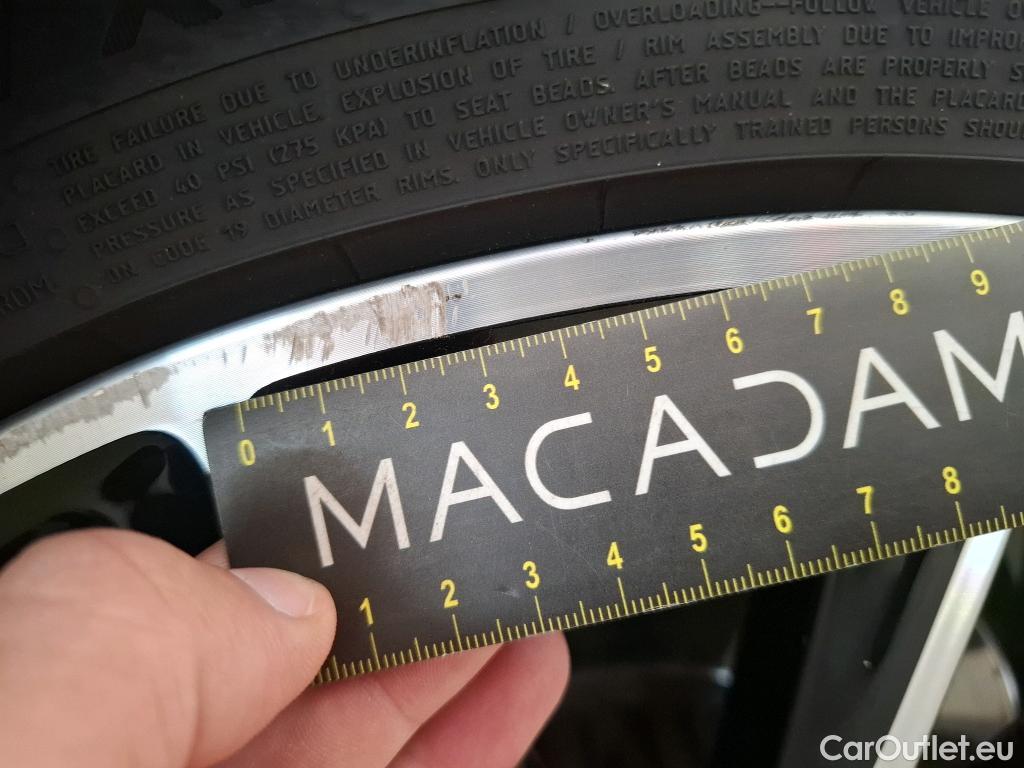 TIRE FAILURE DUE TO UNDERINFLATION / OVERLOADING—FOLLOW VEHICLE
PLACARD IN VEHICLE. EXPLOSION OF TIRE / RIM ASSEMBLY DUE TO IMPRO
EXCEED 40 PSI (275 KPA) TO SEAT BEADS. AFTER BEADS ARE PROPERLY S
PRESSURE AS SPECIFIED IN VEHICLE OWNER'S MANUAL AND THE PLACARD
ON CODE 19 DIAMETER RIMS. ONLY SPECIFICALLY TRAINED PERSONS SHOU
ROM:
0 1 2 3 4 5 6 7 8 9
MACADAM
1 2 3 4 5 6 7 8
CarOutlet.eu